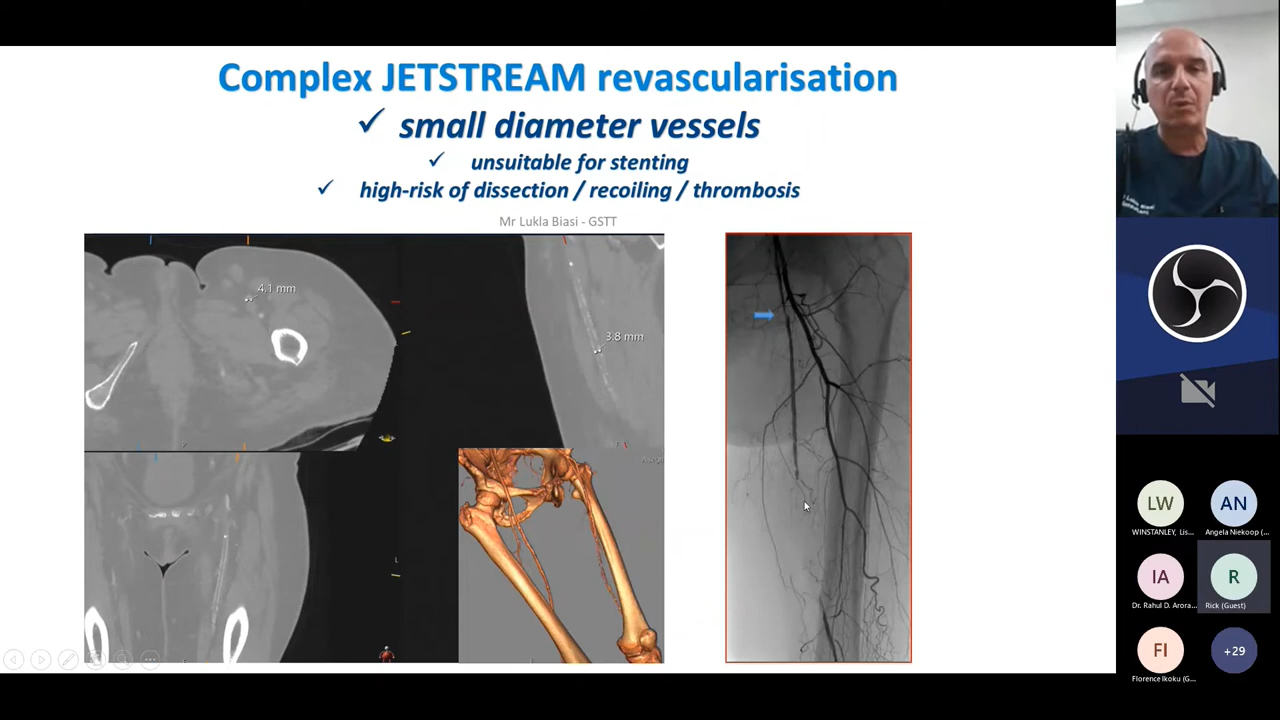 Complex JETSTREAM revascularisation
✓ small diameter vessels
✓ unsuitable for stenting
✓ high-risk of dissection / recoiling / thrombosis
Mr Lukla Biasi - GSTT
4.1 mm
3.8 mm
L
LW
AN
WINSTANLEY, Lis...
Angela Niekoop (...
IA
R
Dr. Rahul D. Arora...
Rick (Guest)
FI
+29
Florence Ikoku (G...